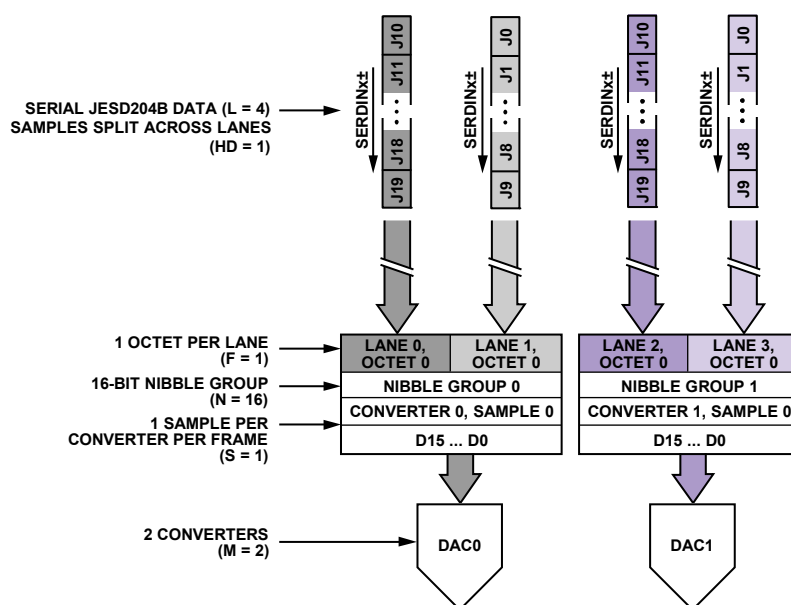 J10
J11
J18
J19
SERDINx±
J0
J1
J8
J9
SERDINx±
J10
J11
J18
J19
SERDINx±
J0
J1
J8
J9
SERDINx±
SERIAL JESD204B DATA (L = 4)
SAMPLES SPLIT ACROSS LANES
(HD = 1)
1 OCTET PER LANE
(F = 1)
LANE 0,
OCTET 0
LANE 1,
OCTET 0
LANE 2,
OCTET 0
LANE 3,
OCTET 0
16-BIT NIBBLE GROUP
(N = 16)
NIBBLE GROUP 0
NIBBLE GROUP 1
1 SAMPLE PER
CONVERTER PER FRAME
(S = 1)
CONVERTER 0, SAMPLE 0
CONVERTER 1, SAMPLE 0
D15 ... D0
D15 ... D0
2 CONVERTERS
(M = 2)
DAC0
DAC1